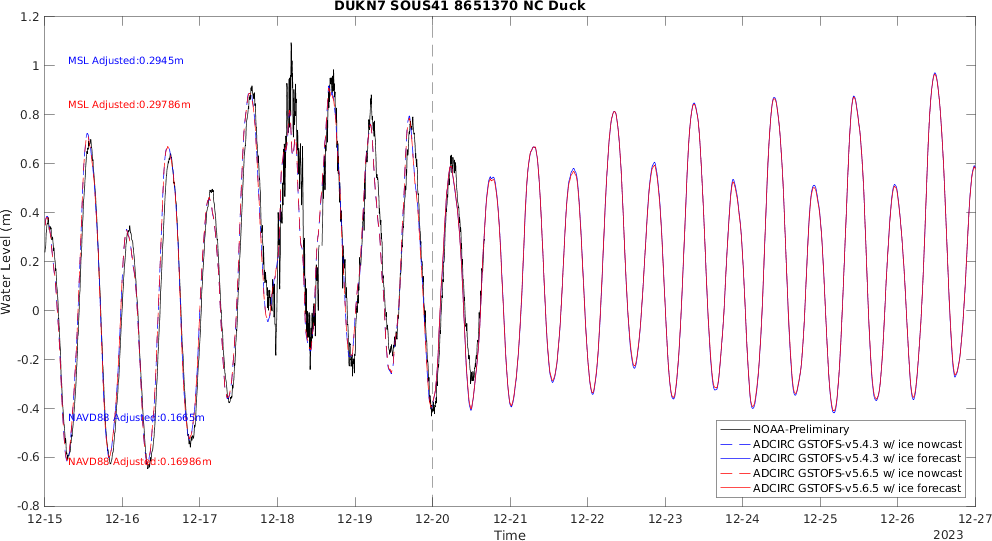 DUKN7 SOUS41 8651370 NC Duck
1.2
1
0.8
0.6
0.4
0.2
0
-0.2
-0.4
-0.6
-0.8
Water Level (m)
MSL Adjusted:0.2945m
MSL Adjusted:0.29786m
NAVD88 Adjusted:0.1665m
NAVD88 Adjusted:0.16986m
NOAA-Preliminary
ADCIRC GSTOFS-v5.4.3 w/ ice nowcast
ADCIRC GSTOFS-v5.4.3 w/ ice forecast
ADCIRC GSTOFS-v5.6.5 w/ ice nowcast
ADCIRC GSTOFS-v5.6.5 w/ ice forecast
12-15 12-16 12-17 12-18 12-19 12-20 12-21 12-22 12-23 12-24 12-25 12-26 12-27
Time
2023